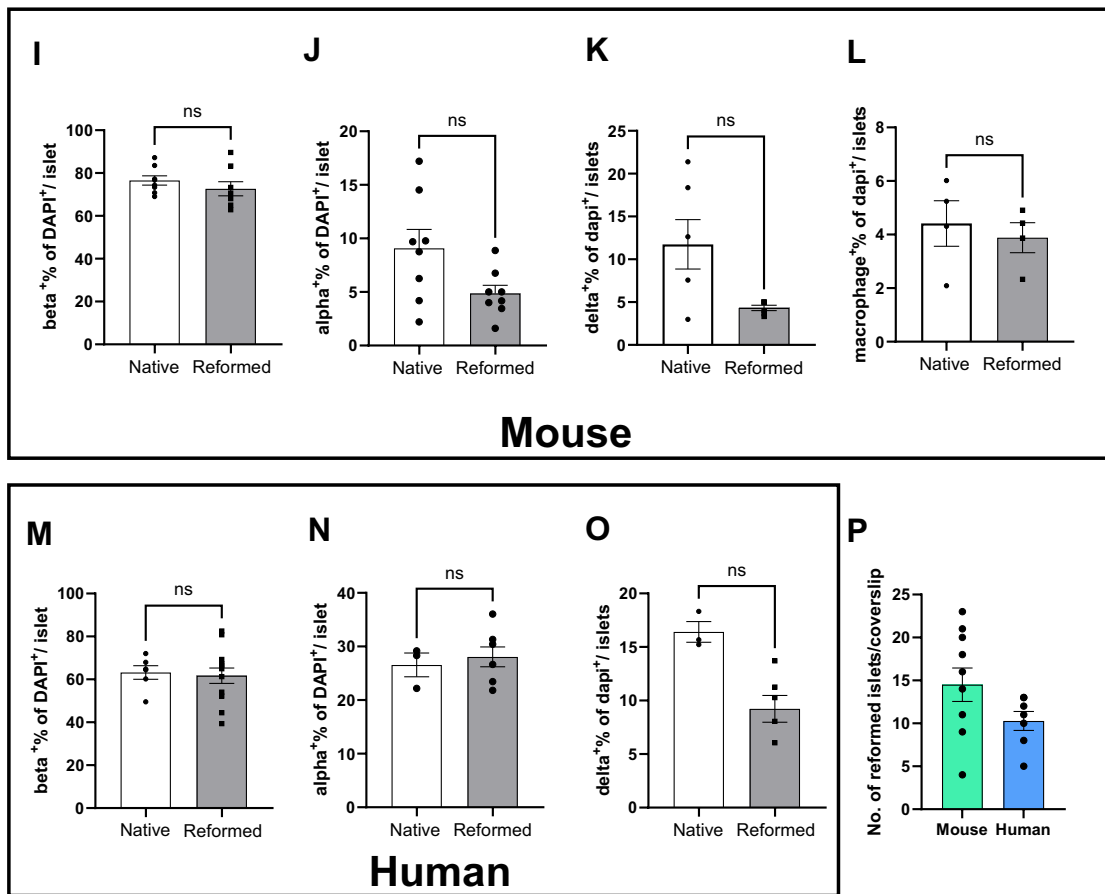 I
beta ⁺% of DAPI⁺/ islet
100
80
60
40
20
0
ns
Native Reformed
J
alpha⁺% of DAPI⁺/ islet
20
15
10
5
0
ns
Native Reformed
K
delta⁺% of dapi⁺/ islets
25
20
15
10
5
0
ns
Native Reformed
L
macrophage⁺% of dapi⁺/ islets
8
6
4
2
0
ns
Native Reformed
Mouse
M
beta ⁺% of DAPI⁺/ islet
100
80
60
40
20
0
ns
Native Reformed
N
alpha⁺% of DAPI⁺/ islet
40
30
20
10
0
ns
Native Reformed
O
delta⁺% of dapi⁺/ islets
20
15
10
5
0
ns
Native Reformed
Human
P
No. of reformed islets/coverslip
25
20
15
10
5
0
Mouse Human